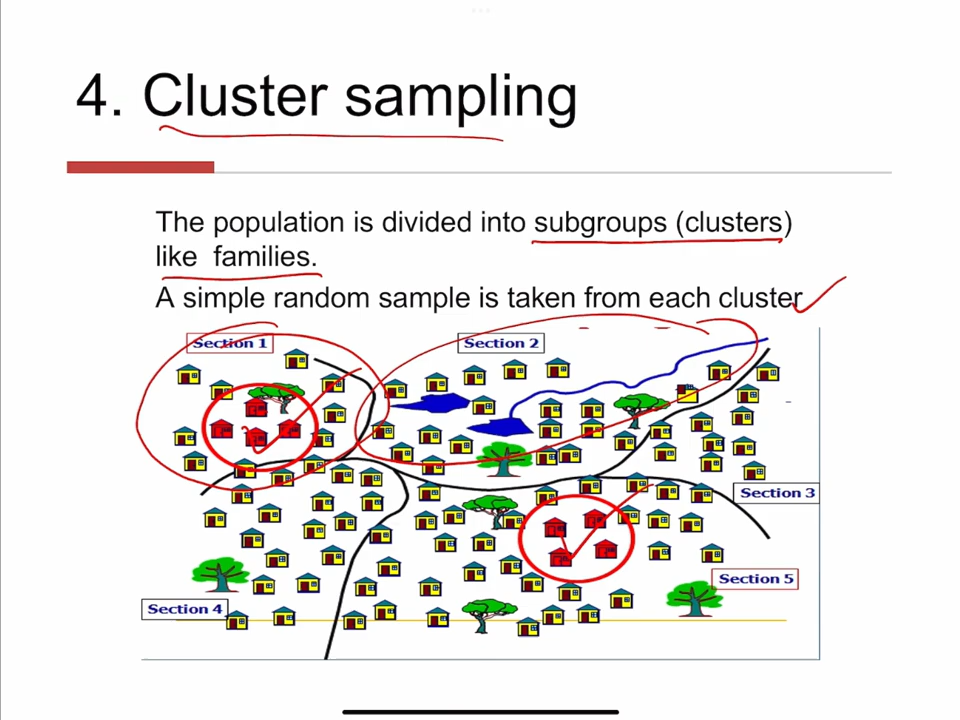 4. Cluster sampling
The population is divided into subgroups (clusters)
like families.
A simple random sample is taken from each cluster
Section 1
Section 2
Section 3
Section 5
Section 4